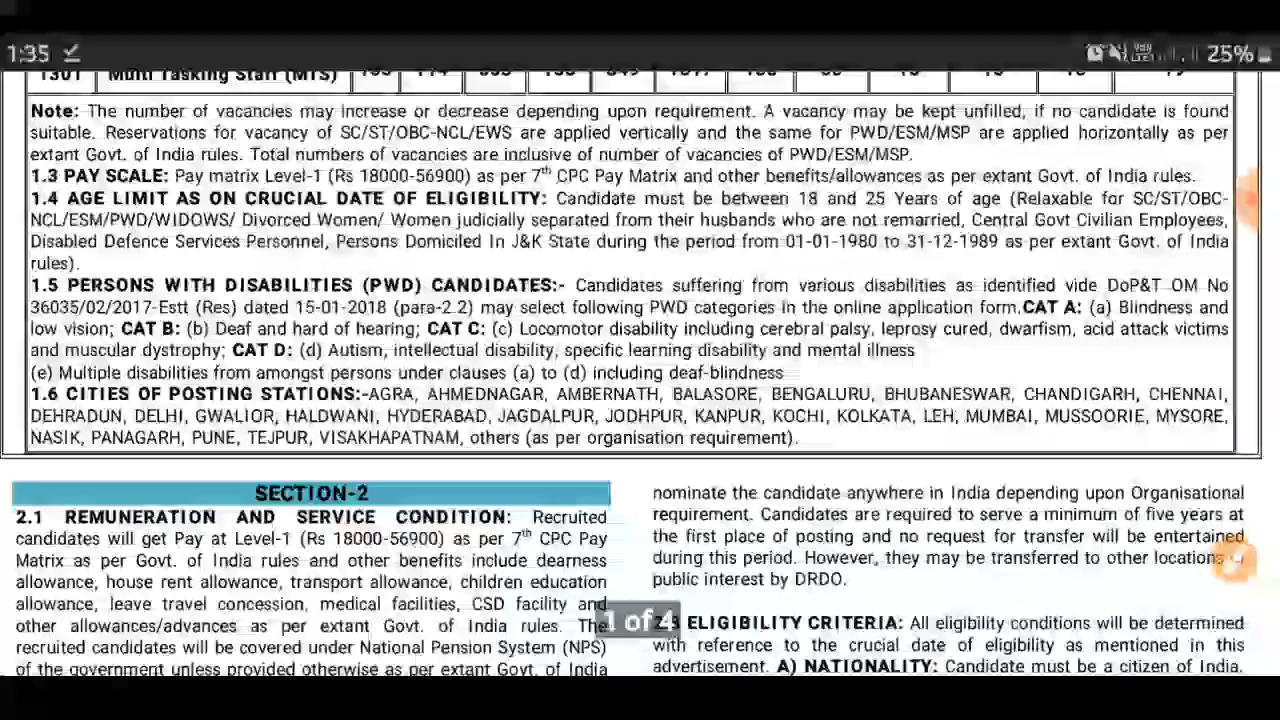 1:35
25%
1301 Multi Tasking Staff (MTS)
Note: The number of vacancies may increase or decrease depending upon requirement. A vacancy may be kept unfilled, if no candidate is found
suitable. Reservations for vacancy of SC/ST/OBC-NCL/EWS are applied vertically and the same for PWD/ESM/MSP are applied horizontally as per
extant Govt. of India rules. Total numbers of vacancies are inclusive of number of vacancies of PWD/ESM/MSP.
1.3 PAY SCALE: Pay matrix Level-1 (Rs 18000-56900) as per 7th CPC Pay Matrix and other benefits/allowances as per extant Govt. of India rules.
1.4 AGE LIMIT AS ON CRUCIAL DATE OF ELIGIBILITY: Candidate must be between 18 and 25 Years of age (Relaxable for SC/ST/OBC-
NCL/ESM/PWD/WIDOWS/ Divorced Women/ Women judicially separated from their husbands who are not remarried, Central Govt Civilian Employees,
Disabled Defence Services Personnel, Persons Domiciled In J&K State during the period from 01-01-1980 to 31-12-1989 as per extant Govt. of India
rules).
1.5 PERSONS WITH DISABILITIES (PWD) CANDIDATES:- Candidates suffering from various disabilities as identified vide DoP&T OM No
36035/02/2017-Estt (Res) dated 15-01-2018 (para-2.2) may select following PWD categories in the online application form.CAT A: (a) Blindness and
low vision; CAT B: (b) Deaf and hard of hearing; CAT C: (c) Locomotor disability including cerebral palsy, leprosy cured, dwarfism, acid attack victims
and muscular dystrophy; CAT D: (d) Autism, intellectual disability, specific learning disability and mental illness
(e) Multiple disabilities from amongst persons under clauses (a) to (d) including deaf-blindness
1.6 CITIES OF POSTING STATIONS:-AGRA, AHMEDNAGAR, AMBERNATH, BALASORE, BENGALURU, BHUBANESWAR, CHANDIGARH, CHENNAI,
DEHRADUN, DELHI, GWALIOR, HALDWANI, HYDERABAD, JAGDALPUR, JODHPUR, KANPUR, KOCHI, KOLKATA, LEH, MUMBAI, MUSSOORIE, MYSORE,
NASIK, PANAGARH, PUNE, TEJPUR, VISAKHAPATNAM, others (as per organisation requirement).
SECTION-2
2.1 REMUNERATION AND SERVICE CONDITION: Recruited
candidates will get Pay at Level-1 (Rs 18000-56900) as per 7th CPC Pay
Matrix as per Govt. of India rules and other benefits include dearness
allowance, house rent allowance, transport allowance, children education
allowance, leave travel concession, medical facilities, CSD facility and
other allowances/advances as per extant Govt. of India rules. The
recruited candidates will be covered under National Pension System (NPS)
of the government unless provided otherwise as per extant Govt. of India
nominate the candidate anywhere in India depending upon Organisational
requirement. Candidates are required to serve a minimum of five years at
the first place of posting and no request for transfer will be entertained
during this period. However, they may be transferred to other locations
public interest by DRDO.
1 of 4
ELIGIBILITY CRITERIA: All eligibility conditions will be determined
with reference to the crucial date of eligibility as mentioned in this
advertisement. A) NATIONALITY: Candidate must be a citizen of India.